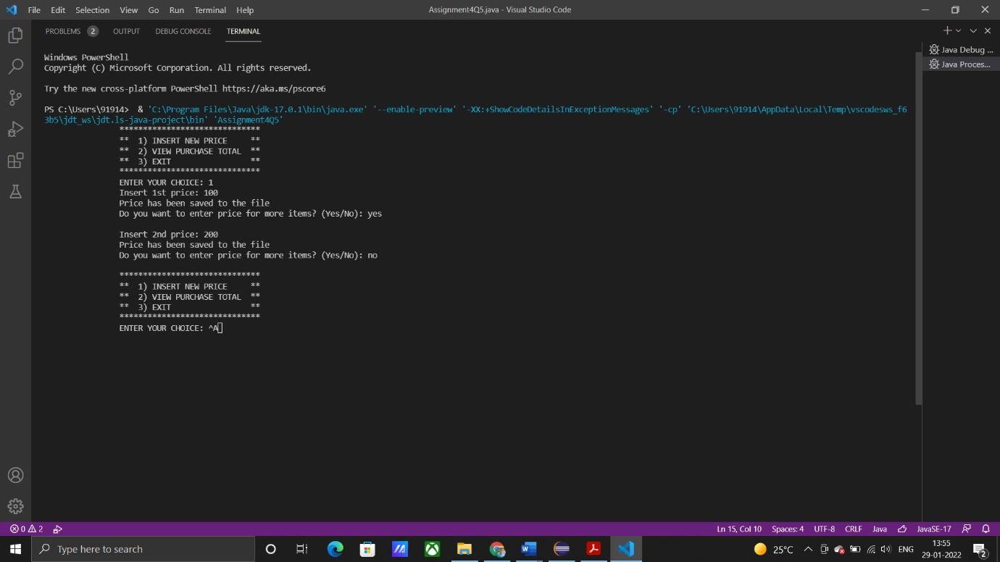 File Edit Selection View Go Run Terminal Help
Assignment4Q5.java - Visual Studio Code
PROBLEMS 2 OUTPUT DEBUG CONSOLE TERMINAL
Java Debug ...
Java Proces...
Windows PowerShell
Copyright (C) Microsoft Corporation. All rights reserved.
Try the new cross-platform PowerShell https://aka.ms/pscore6
PS C:\Users\91914>  & 'C:\Program Files\Java\jdk-17.0.1\bin\java.exe' '--enable-preview' '-XX:+ShowCodeDetailsInExceptionMessages' '-cp' 'C:\Users\91914\AppData\Local\Temp\vscodesws_f6
3b5\jdt_ws\jdt.ls-java-project\bin' 'Assignment4Q5'
******************************
**  1) INSERT NEW PRICE     **
**  2) VIEW PURCHASE TOTAL  **
**  3) EXIT                 **
******************************
ENTER YOUR CHOICE: 1
Insert 1st price: 100
Price has been saved to the file
Do you want to enter price for more items? (Yes/No): yes
Insert 2nd price: 200
Price has been saved to the file
Do you want to enter price for more items? (Yes/No): no
******************************
**  1) INSERT NEW PRICE     **
**  2) VIEW PURCHASE TOTAL  **
**  3) EXIT                 **
******************************
ENTER YOUR CHOICE: ^A
0 2 Ln 15, Col 10 Spaces: 4 UTF-8 CRLF Java JavaSE-17
Type here to search
25°C ENG
13:55
29-01-2022
2